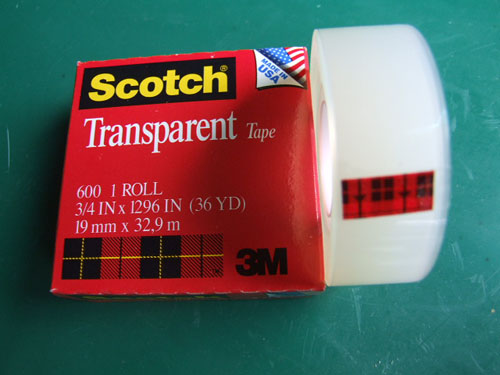 Scotch®
MADE IN
USA
Transparent Tape
600 1 ROLL
3/4 IN x 1296 IN (36 YD)
19 mm x 32,9 m
3M